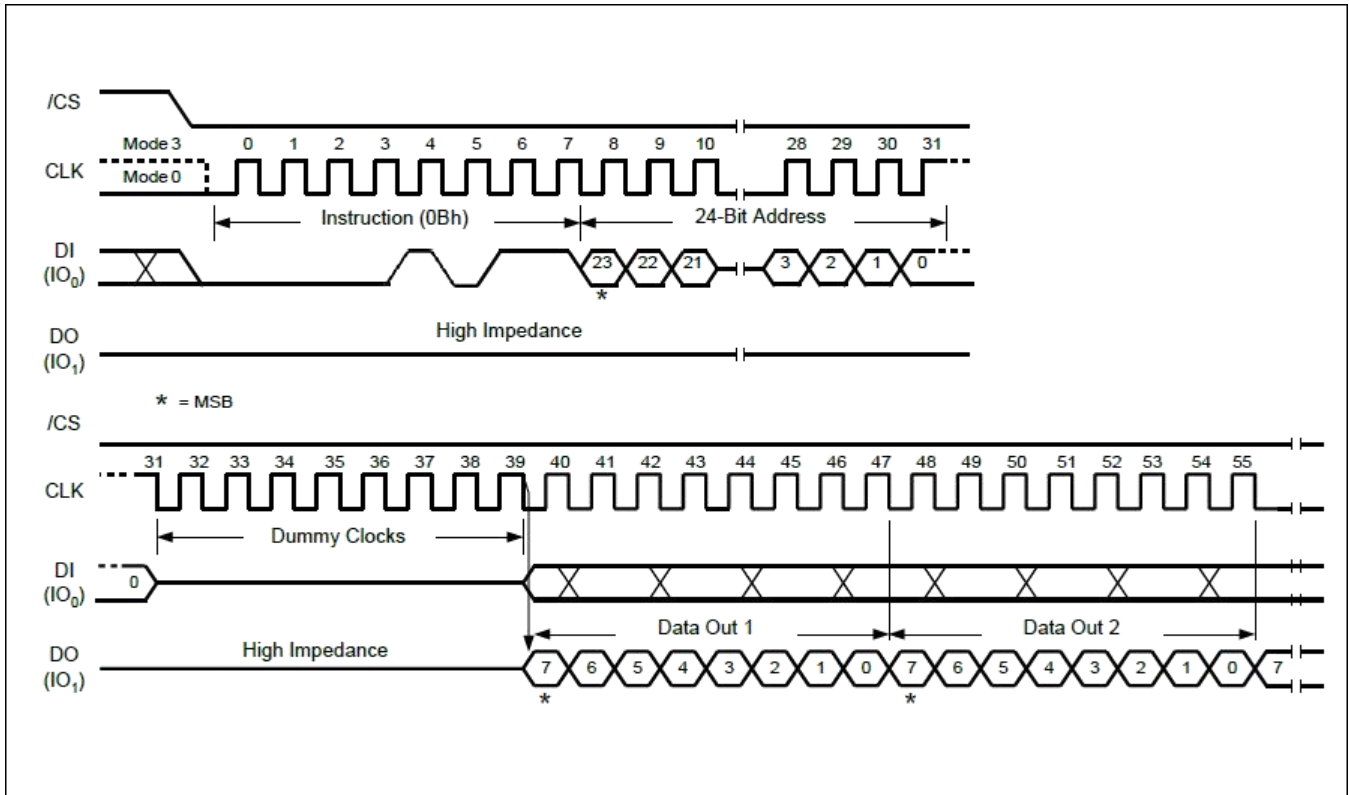 /CS
Mode 3 0 1 2 3 4 5 6 7 8 9 10 28 29 30 31
CLK
Mode 0
Instruction (0Bh) 24-Bit Address
DI
(IO0) 23 22 21 3 2 1 0
*
High Impedance
DO
(IO1)
* = MSB
/CS
31 32 33 34 35 36 37 38 39 40 41 42 43 44 45 46 47 48 49 50 51 52 53 54 55
CLK
Dummy Clocks
DI
(IO0) 0
Data Out 1 Data Out 2
High Impedance
DO
(IO1) 7 6 5 4 3 2 1 0 7 6 5 4 3 2 1 0 7
* *